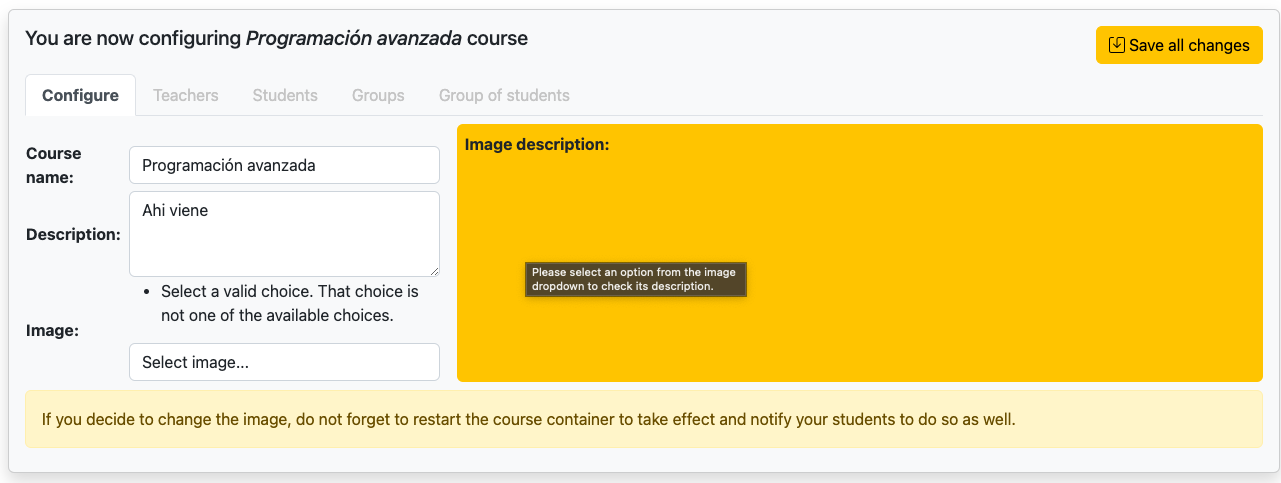 You are now configuring Programación avanzada course
Save all changes
Configure
Teachers
Students
Groups
Group of students
Course
name:
Programación avanzada
Description:
Ahi viene
Image:
Select a valid choice. That choice is
not one of the available choices.
Select image...
Image description:
Please select an option from the image
dropdown to check its description.
If you decide to change the image, do not forget to restart the course container to take effect and notify your students to do so as well.